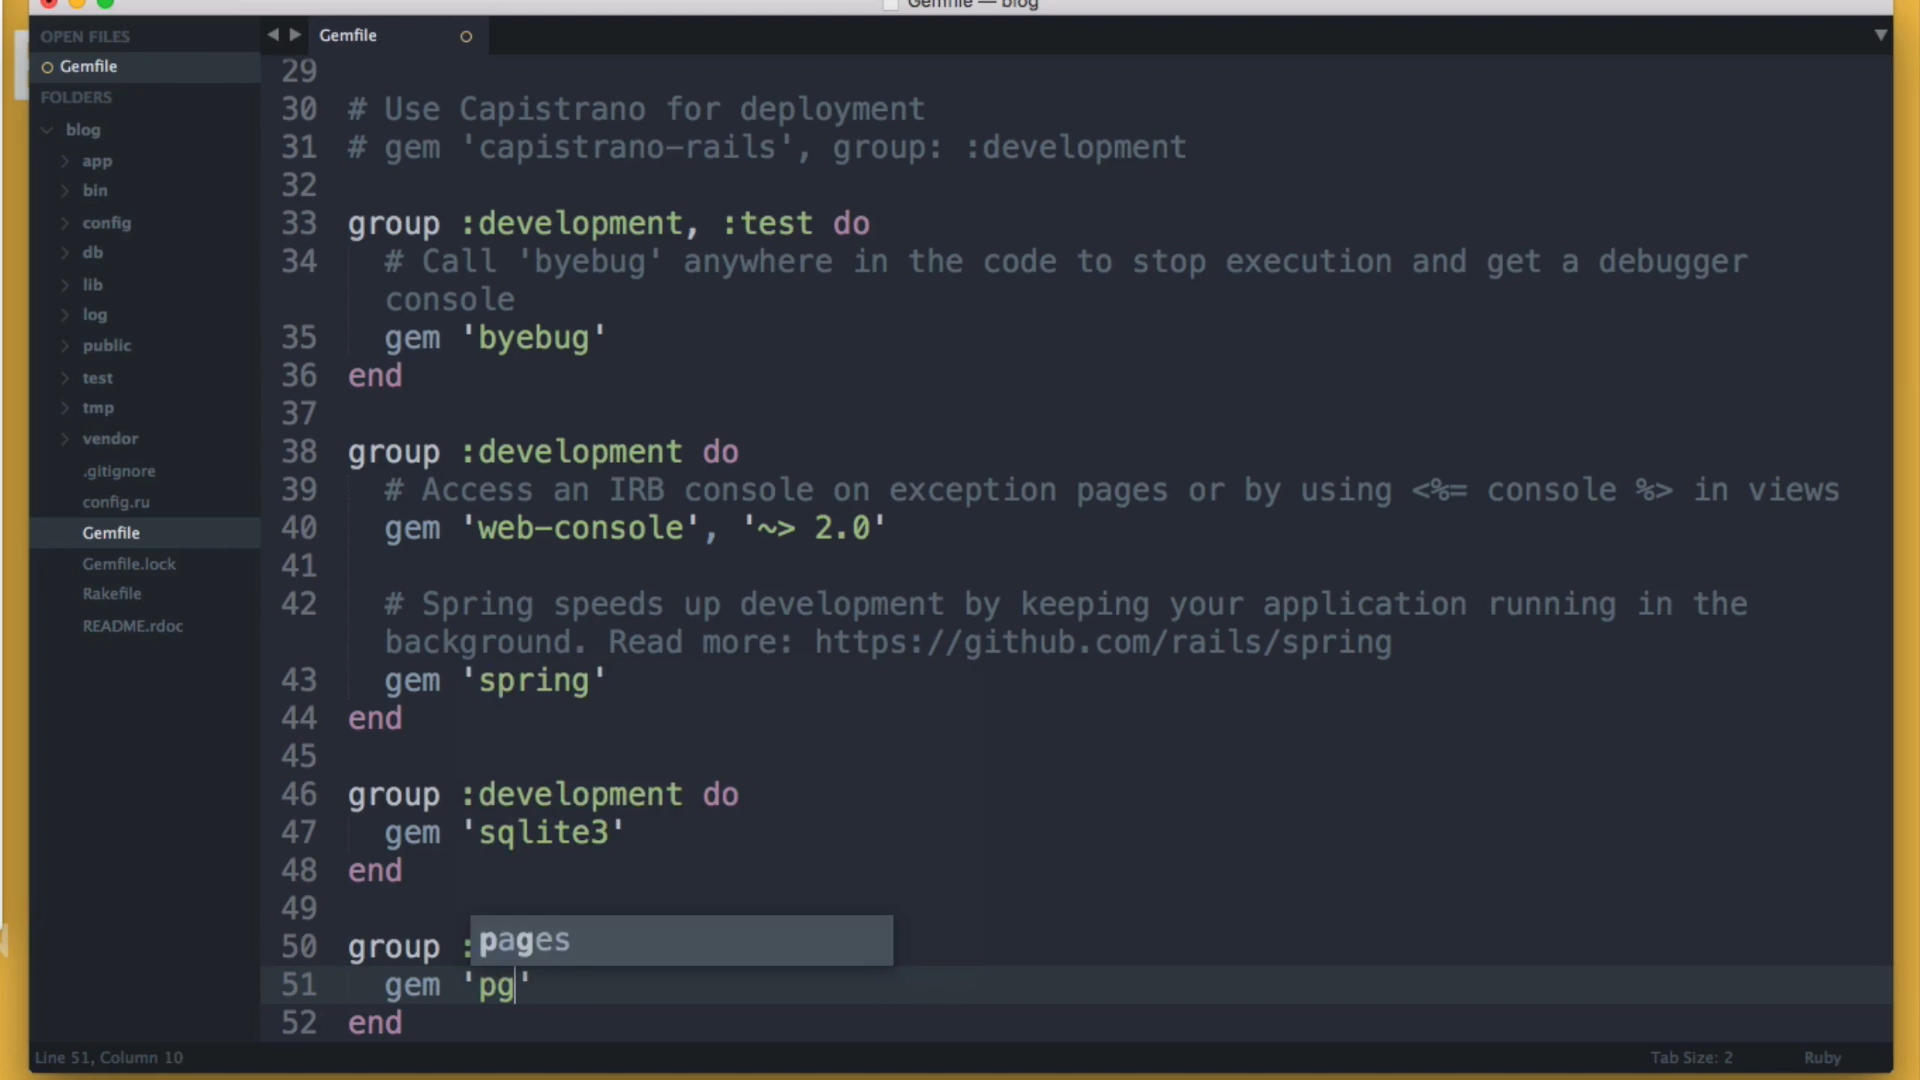 Gemfile — blog
OPEN FILES
Gemfile
FOLDERS
blog
app
bin
config
db
lib
log
public
test
tmp
vendor
.gitignore
config.ru
Gemfile
Gemfile.lock
Rakefile
README.rdoc
Gemfile
29
30 # Use Capistrano for deployment
31 # gem 'capistrano-rails', group: :development
32
33 group :development, :test do
34 # Call 'byebug' anywhere in the code to stop execution and get a debugger
console
35 gem 'byebug'
36 end
37
38 group :development do
39 # Access an IRB console on exception pages or by using <%= console %> in views
40 gem 'web-console', '~> 2.0'
41
42 # Spring speeds up development by keeping your application running in the
background. Read more: https://github.com/rails/spring
43 gem 'spring'
44 end
45
46 group :development do
47 gem 'sqlite3'
48 end
49
50 group :
pages
51 gem 'pg'
52 end
Line 51, Column 10
Tab Size: 2
Ruby